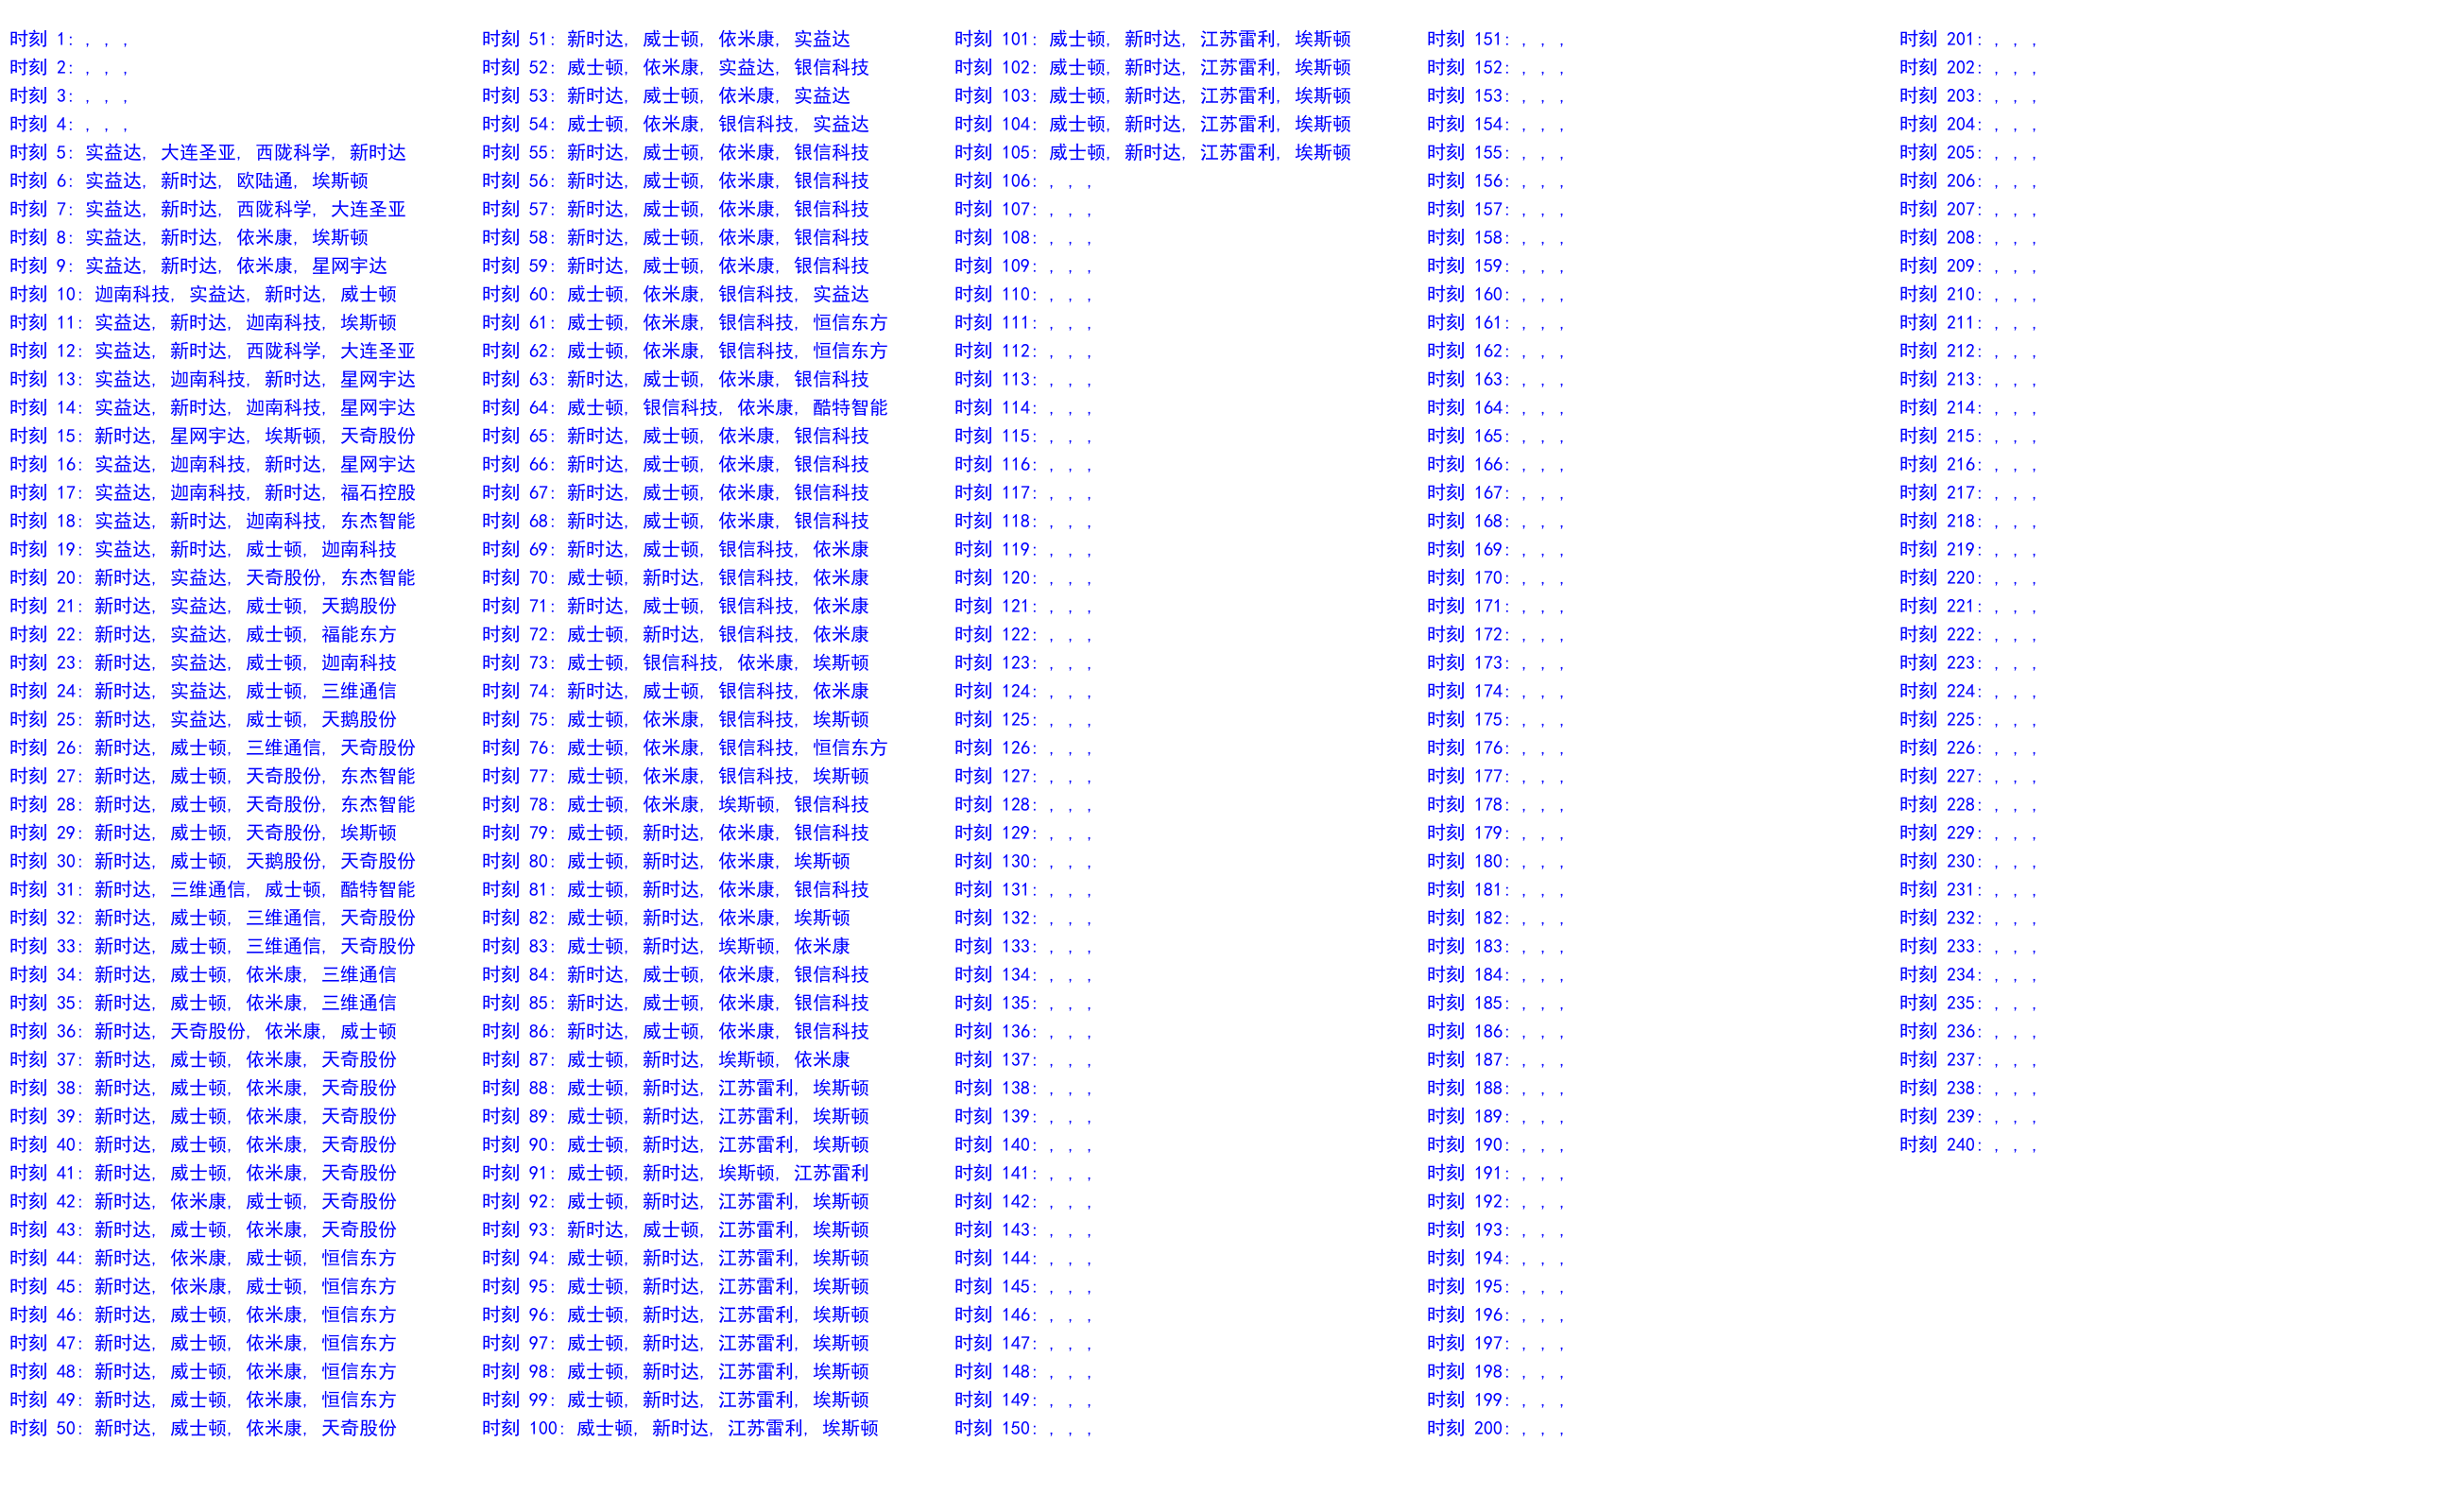 时刻 1: , , ,
时刻 2: , , ,
时刻 3: , , ,
时刻 4: , , ,
时刻 5: 实益达, 大连圣亚, 西陇科学, 新时达
时刻 6: 实益达, 新时达, 欧陆通, 埃斯顿
时刻 7: 实益达, 新时达, 西陇科学, 大连圣亚
时刻 8: 实益达, 新时达, 依米康, 埃斯顿
时刻 9: 实益达, 新时达, 依米康, 星网宇达
时刻 10: 迦南科技, 实益达, 新时达, 威士顿
时刻 11: 实益达, 新时达, 迦南科技, 埃斯顿
时刻 12: 实益达, 新时达, 西陇科学, 大连圣亚
时刻 13: 实益达, 迦南科技, 新时达, 星网宇达
时刻 14: 实益达, 新时达, 迦南科技, 星网宇达
时刻 15: 新时达, 星网宇达, 埃斯顿, 天奇股份
时刻 16: 实益达, 迦南科技, 新时达, 星网宇达
时刻 17: 实益达, 迦南科技, 新时达, 福石控股
时刻 18: 实益达, 新时达, 迦南科技, 东杰智能
时刻 19: 实益达, 新时达, 威士顿, 迦南科技
时刻 20: 新时达, 实益达, 天奇股份, 东杰智能
时刻 21: 新时达, 实益达, 威士顿, 天鹅股份
时刻 22: 新时达, 实益达, 威士顿, 福能东方
时刻 23: 新时达, 实益达, 威士顿, 迦南科技
时刻 24: 新时达, 实益达, 威士顿, 三维通信
时刻 25: 新时达, 实益达, 威士顿, 天鹅股份
时刻 26: 新时达, 威士顿, 三维通信, 天奇股份
时刻 27: 新时达, 威士顿, 天奇股份, 东杰智能
时刻 28: 新时达, 威士顿, 天奇股份, 东杰智能
时刻 29: 新时达, 威士顿, 天奇股份, 埃斯顿
时刻 30: 新时达, 威士顿, 天鹅股份, 天奇股份
时刻 31: 新时达, 三维通信, 威士顿, 酷特智能
时刻 32: 新时达, 威士顿, 三维通信, 天奇股份
时刻 33: 新时达, 威士顿, 三维通信, 天奇股份
时刻 34: 新时达, 威士顿, 依米康, 三维通信
时刻 35: 新时达, 威士顿, 依米康, 三维通信
时刻 36: 新时达, 天奇股份, 依米康, 威士顿
时刻 37: 新时达, 威士顿, 依米康, 天奇股份
时刻 38: 新时达, 威士顿, 依米康, 天奇股份
时刻 39: 新时达, 威士顿, 依米康, 天奇股份
时刻 40: 新时达, 威士顿, 依米康, 天奇股份
时刻 41: 新时达, 威士顿, 依米康, 天奇股份
时刻 42: 新时达, 依米康, 威士顿, 天奇股份
时刻 43: 新时达, 威士顿, 依米康, 天奇股份
时刻 44: 新时达, 依米康, 威士顿, 恒信东方
时刻 45: 新时达, 依米康, 威士顿, 恒信东方
时刻 46: 新时达, 威士顿, 依米康, 恒信东方
时刻 47: 新时达, 威士顿, 依米康, 恒信东方
时刻 48: 新时达, 威士顿, 依米康, 恒信东方
时刻 49: 新时达, 威士顿, 依米康, 恒信东方
时刻 50: 新时达, 威士顿, 依米康, 天奇股份
时刻 51: 新时达, 威士顿, 依米康, 实益达
时刻 52: 威士顿, 依米康, 实益达, 银信科技
时刻 53: 新时达, 威士顿, 依米康, 实益达
时刻 54: 威士顿, 依米康, 银信科技, 实益达
时刻 55: 新时达, 威士顿, 依米康, 银信科技
时刻 56: 新时达, 威士顿, 依米康, 银信科技
时刻 57: 新时达, 威士顿, 依米康, 银信科技
时刻 58: 新时达, 威士顿, 依米康, 银信科技
时刻 59: 新时达, 威士顿, 依米康, 银信科技
时刻 60: 威士顿, 依米康, 银信科技, 实益达
时刻 61: 威士顿, 依米康, 银信科技, 恒信东方
时刻 62: 威士顿, 依米康, 银信科技, 恒信东方
时刻 63: 新时达, 威士顿, 依米康, 银信科技
时刻 64: 威士顿, 银信科技, 依米康, 酷特智能
时刻 65: 新时达, 威士顿, 依米康, 银信科技
时刻 66: 新时达, 威士顿, 依米康, 银信科技
时刻 67: 新时达, 威士顿, 依米康, 银信科技
时刻 68: 新时达, 威士顿, 依米康, 银信科技
时刻 69: 新时达, 威士顿, 银信科技, 依米康
时刻 70: 威士顿, 新时达, 银信科技, 依米康
时刻 71: 新时达, 威士顿, 银信科技, 依米康
时刻 72: 威士顿, 新时达, 银信科技, 依米康
时刻 73: 威士顿, 银信科技, 依米康, 埃斯顿
时刻 74: 新时达, 威士顿, 银信科技, 依米康
时刻 75: 威士顿, 依米康, 银信科技, 埃斯顿
时刻 76: 威士顿, 依米康, 银信科技, 恒信东方
时刻 77: 威士顿, 依米康, 银信科技, 埃斯顿
时刻 78: 威士顿, 依米康, 埃斯顿, 银信科技
时刻 79: 威士顿, 新时达, 依米康, 银信科技
时刻 80: 威士顿, 新时达, 依米康, 埃斯顿
时刻 81: 威士顿, 新时达, 依米康, 银信科技
时刻 82: 威士顿, 新时达, 依米康, 埃斯顿
时刻 83: 威士顿, 新时达, 埃斯顿, 依米康
时刻 84: 新时达, 威士顿, 依米康, 银信科技
时刻 85: 新时达, 威士顿, 依米康, 银信科技
时刻 86: 新时达, 威士顿, 依米康, 银信科技
时刻 87: 威士顿, 新时达, 埃斯顿, 依米康
时刻 88: 威士顿, 新时达, 江苏雷利, 埃斯顿
时刻 89: 威士顿, 新时达, 江苏雷利, 埃斯顿
时刻 90: 威士顿, 新时达, 江苏雷利, 埃斯顿
时刻 91: 威士顿, 新时达, 埃斯顿, 江苏雷利
时刻 92: 威士顿, 新时达, 江苏雷利, 埃斯顿
时刻 93: 新时达, 威士顿, 江苏雷利, 埃斯顿
时刻 94: 威士顿, 新时达, 江苏雷利, 埃斯顿
时刻 95: 威士顿, 新时达, 江苏雷利, 埃斯顿
时刻 96: 威士顿, 新时达, 江苏雷利, 埃斯顿
时刻 97: 威士顿, 新时达, 江苏雷利, 埃斯顿
时刻 98: 威士顿, 新时达, 江苏雷利, 埃斯顿
时刻 99: 威士顿, 新时达, 江苏雷利, 埃斯顿
时刻 100: 威士顿, 新时达, 江苏雷利, 埃斯顿
时刻 101: 威士顿, 新时达, 江苏雷利, 埃斯顿
时刻 102: 威士顿, 新时达, 江苏雷利, 埃斯顿
时刻 103: 威士顿, 新时达, 江苏雷利, 埃斯顿
时刻 104: 威士顿, 新时达, 江苏雷利, 埃斯顿
时刻 105: 威士顿, 新时达, 江苏雷利, 埃斯顿
时刻 106: , , ,
时刻 107: , , ,
时刻 108: , , ,
时刻 109: , , ,
时刻 110: , , ,
时刻 111: , , ,
时刻 112: , , ,
时刻 113: , , ,
时刻 114: , , ,
时刻 115: , , ,
时刻 116: , , ,
时刻 117: , , ,
时刻 118: , , ,
时刻 119: , , ,
时刻 120: , , ,
时刻 121: , , ,
时刻 122: , , ,
时刻 123: , , ,
时刻 124: , , ,
时刻 125: , , ,
时刻 126: , , ,
时刻 127: , , ,
时刻 128: , , ,
时刻 129: , , ,
时刻 130: , , ,
时刻 131: , , ,
时刻 132: , , ,
时刻 133: , , ,
时刻 134: , , ,
时刻 135: , , ,
时刻 136: , , ,
时刻 137: , , ,
时刻 138: , , ,
时刻 139: , , ,
时刻 140: , , ,
时刻 141: , , ,
时刻 142: , , ,
时刻 143: , , ,
时刻 144: , , ,
时刻 145: , , ,
时刻 146: , , ,
时刻 147: , , ,
时刻 148: , , ,
时刻 149: , , ,
时刻 150: , , ,
时刻 151: , , ,
时刻 152: , , ,
时刻 153: , , ,
时刻 154: , , ,
时刻 155: , , ,
时刻 156: , , ,
时刻 157: , , ,
时刻 158: , , ,
时刻 159: , , ,
时刻 160: , , ,
时刻 161: , , ,
时刻 162: , , ,
时刻 163: , , ,
时刻 164: , , ,
时刻 165: , , ,
时刻 166: , , ,
时刻 167: , , ,
时刻 168: , , ,
时刻 169: , , ,
时刻 170: , , ,
时刻 171: , , ,
时刻 172: , , ,
时刻 173: , , ,
时刻 174: , , ,
时刻 175: , , ,
时刻 176: , , ,
时刻 177: , , ,
时刻 178: , , ,
时刻 179: , , ,
时刻 180: , , ,
时刻 181: , , ,
时刻 182: , , ,
时刻 183: , , ,
时刻 184: , , ,
时刻 185: , , ,
时刻 186: , , ,
时刻 187: , , ,
时刻 188: , , ,
时刻 189: , , ,
时刻 190: , , ,
时刻 191: , , ,
时刻 192: , , ,
时刻 193: , , ,
时刻 194: , , ,
时刻 195: , , ,
时刻 196: , , ,
时刻 197: , , ,
时刻 198: , , ,
时刻 199: , , ,
时刻 200: , , ,
时刻 201: , , ,
时刻 202: , , ,
时刻 203: , , ,
时刻 204: , , ,
时刻 205: , , ,
时刻 206: , , ,
时刻 207: , , ,
时刻 208: , , ,
时刻 209: , , ,
时刻 210: , , ,
时刻 211: , , ,
时刻 212: , , ,
时刻 213: , , ,
时刻 214: , , ,
时刻 215: , , ,
时刻 216: , , ,
时刻 217: , , ,
时刻 218: , , ,
时刻 219: , , ,
时刻 220: , , ,
时刻 221: , , ,
时刻 222: , , ,
时刻 223: , , ,
时刻 224: , , ,
时刻 225: , , ,
时刻 226: , , ,
时刻 227: , , ,
时刻 228: , , ,
时刻 229: , , ,
时刻 230: , , ,
时刻 231: , , ,
时刻 232: , , ,
时刻 233: , , ,
时刻 234: , , ,
时刻 235: , , ,
时刻 236: , , ,
时刻 237: , , ,
时刻 238: , , ,
时刻 239: , , ,
时刻 240: , , ,